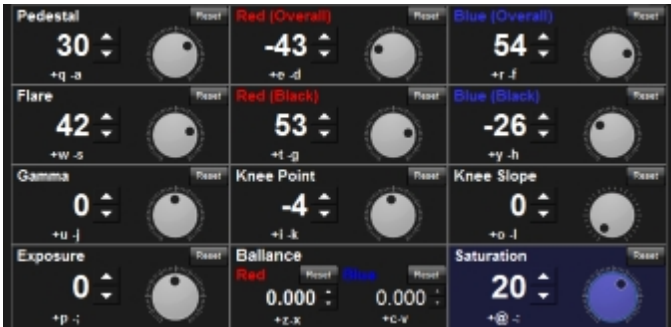 Pedestal Reset Red (Overall) Reset Blue (Overall) Reset
30 -43 54
+q -a +e -d +r -f
Flare Reset Red (Black) Reset Blue (Black) Reset
42 53 -26
+w -s +t -g +y -h
Gamma Reset Knee Point Reset Knee Slope Reset
0 -4 0
+u -j +i -k +o -l
Exposure Reset Ballance Saturation Reset
Red Reset Blue Reset
0 0.000 0.000 20
+p -; +z-x +c-v +@ -: